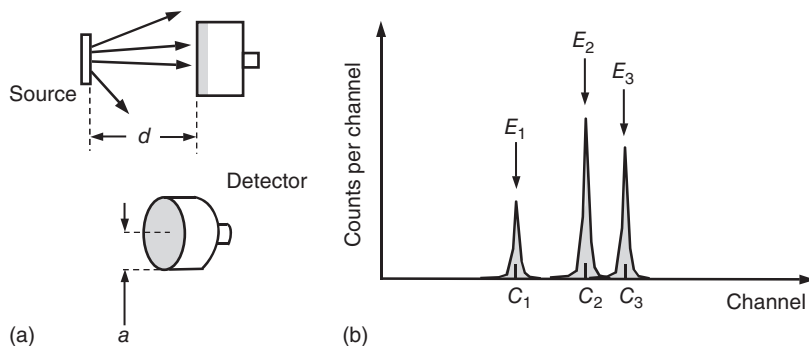 Source
d
Detector
a
(a)
Counts per channel
E1
E2
E3
C1
C2
C3
Channel
(b)